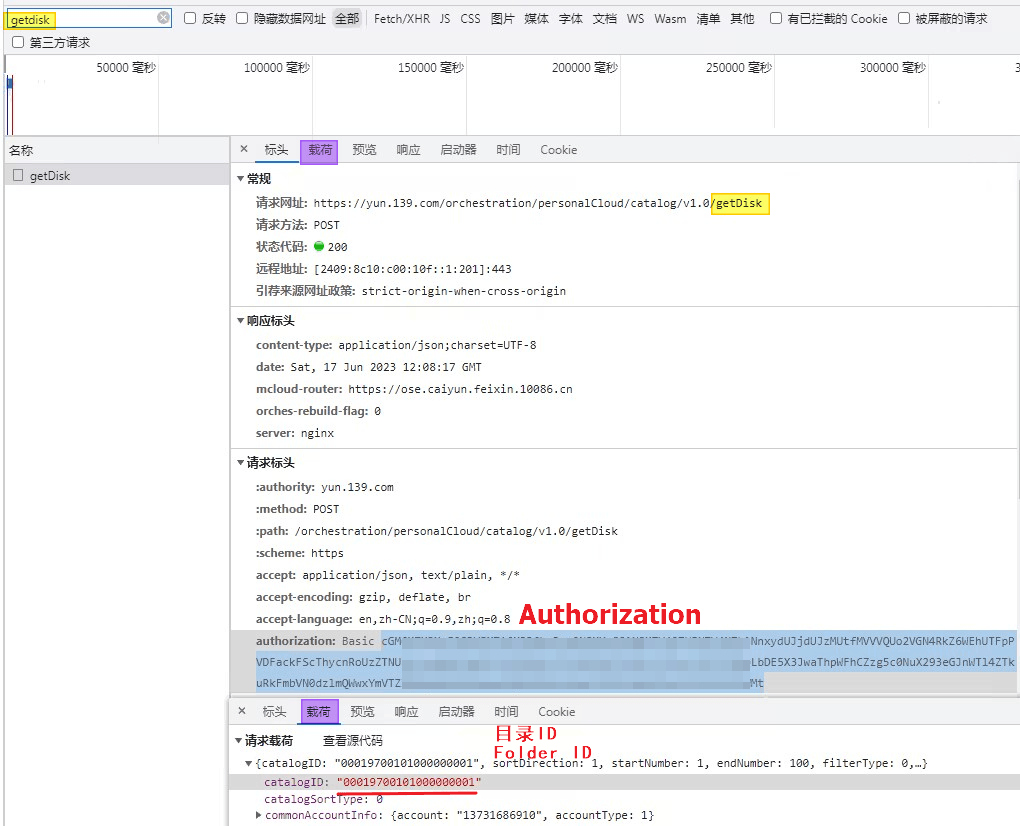 getdisk 反转 隐藏数据网址 全部 Fetch/XHR JS CSS 图片 媒体 字体 文档 WS Wasm 清单 其他 有已拦截的 Cookie 被屏蔽的请求
第三方请求
50000 毫秒 100000 毫秒 150000 毫秒 200000 毫秒 250000 毫秒 300000 毫秒
名称
getDisk
× 标头 载荷 预览 响应 启动器 时间 Cookie
常规
请求网址: https://yun.139.com/orchestration/personalCloud/catalog/v1.0/getDisk
请求方法: POST
状态代码: 200
远程地址: [2409:8c10:c00:10f::1:201]:443
引荐来源网址政策: strict-origin-when-cross-origin
响应标头
content-type: application/json;charset=UTF-8
date: Sat, 17 Jun 2023 12:08:17 GMT
mcloud-router: https://ose.caiyun.feixin.10086.cn
orches-rebuild-flag: 0
server: nginx
请求标头
:authority: yun.139.com
:method: POST
:path: /orchestration/personalCloud/catalog/v1.0/getDisk
:scheme: https
accept: application/json, text/plain, */*
accept-encoding: gzip, deflate, br
accept-language: en,zh-CN;q=0.9,zh;q=0.8
Authorization
authorization: Basic
× 标头 载荷 预览 响应 启动器 时间 Cookie
请求载荷 查看源代码
目录ID
Folder ID
{catalogID: "00019700101000000001", sortDirection: 1, startNumber: 1, endNumber: 100, filterType: 0,…}
catalogID: "00019700101000000001"
catalogSortType: 0
commonAccountInfo: {account: "13731686910", accountType: 1}